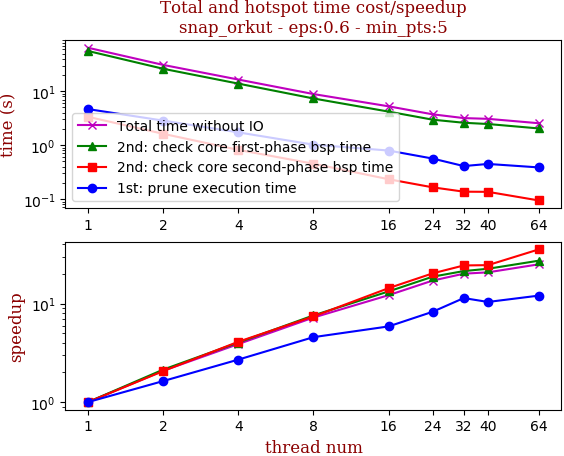 Total and hotspot time cost/speedup
snap_orkut - eps:0.6 - min_pts:5
time (s)
10¹
10⁰
10⁻¹
Total time without IO
2nd: check core first-phase bsp time
2nd: check core second-phase bsp time
1st: prune execution time
1 2 4 8 16 24 32 40 64
speedup
10¹
10⁰
1 2 4 8 16 24 32 40 64
thread num